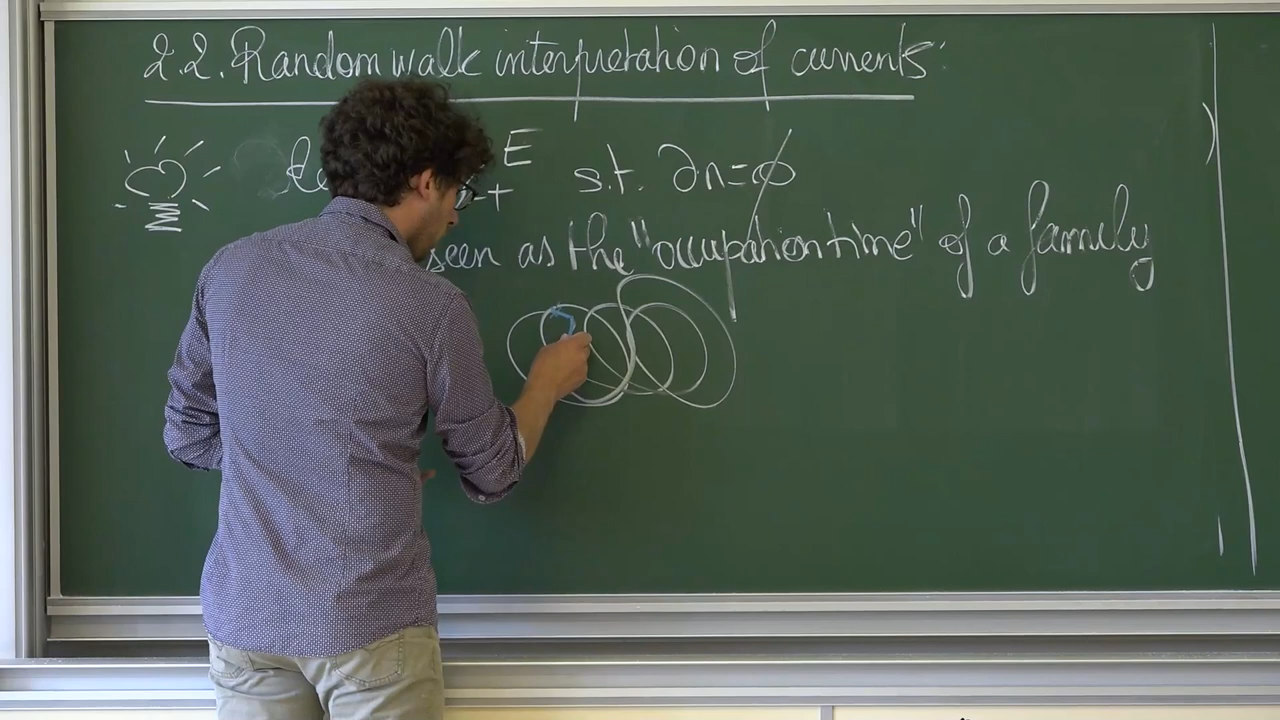 2.2. Random walk interpretation of currents:
E + s.t. ∂n=∅
seen as the "occupation time" of a family
)